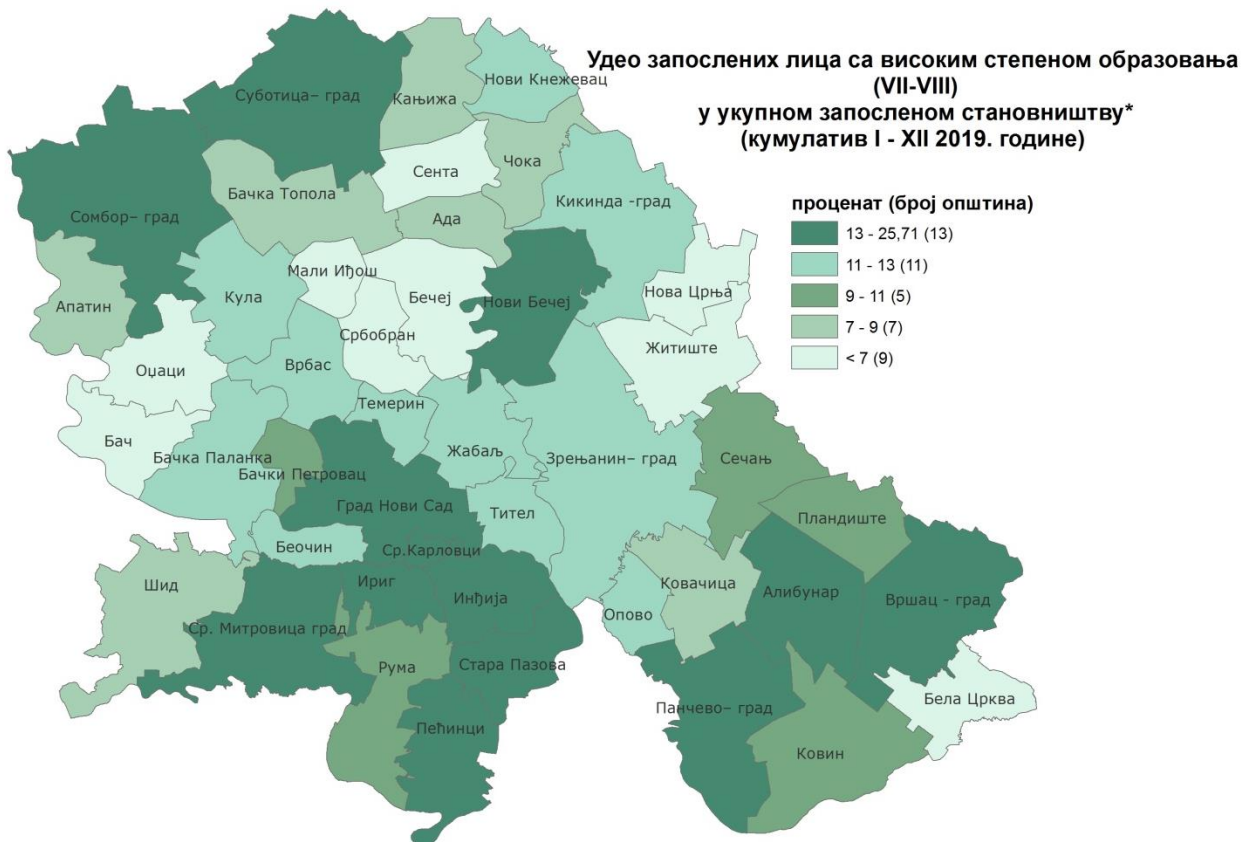 Удео запослених лица са високим степеном образовања
(VII-VIII)
у укупном запосленом становништву*
(кумулатив I - XII 2019. године)
проценат (број општина)
13 - 25,71 (13)
11 - 13 (11)
9 - 11 (5)
7 - 9 (7)
< 7 (9)
Суботица- град
Кањижа
Нови Кнежевац
Сента
Чока
Сомбор- град
Бачка Топола
Ада
Кикинда -град
Апатин
Кула
Мали Иђош
Бечеј
Нови Бечеј
Нова Црња
Србобран
Житиште
Оџаци
Врбас
Темерин
Бач
Бачка Паланка
Бачки Петровац
Жабаљ
Зрењанин- град
Сечањ
Град Нови Сад
Тител
Пландиште
Беочин
Ср.Карловци
Шид
Ириг
Инђија
Ковачица
Алибунар
Вршац - град
Опово
Ср. Митровица град
Рума
Стара Пазова
Бела Црква
Панчево- град
Пећинци
Ковин